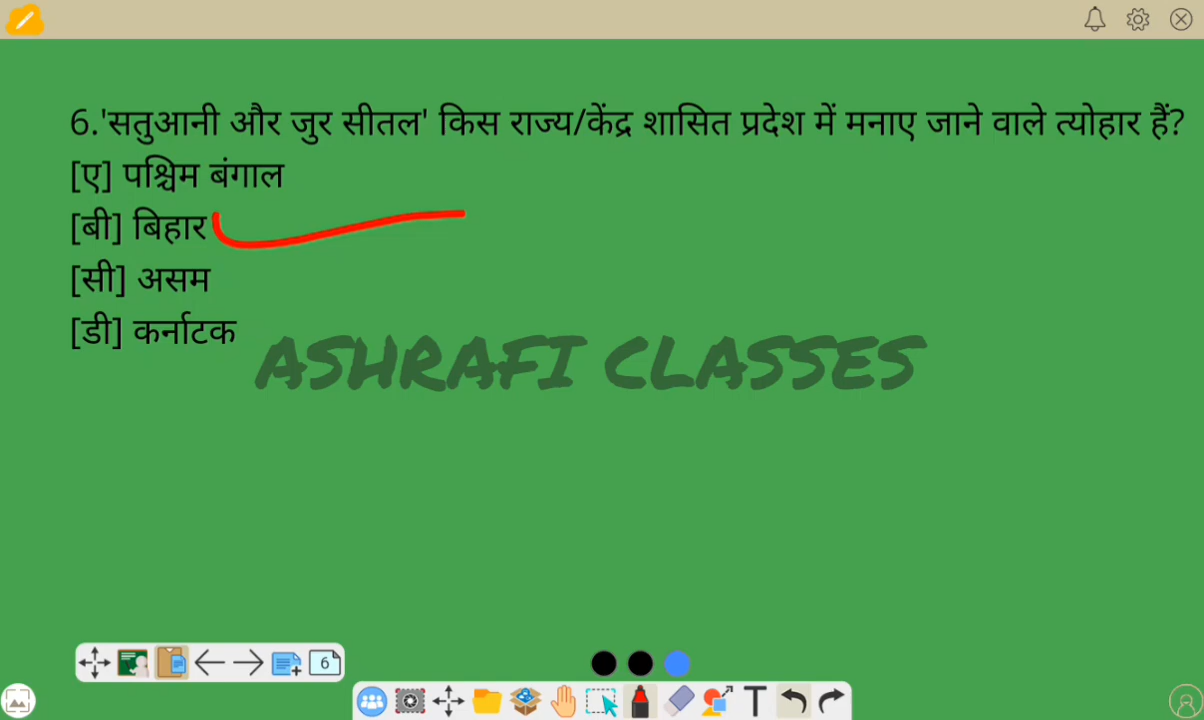 6.'सतुआनी और जुर सीतल' किस राज्य/केंद्र शासित प्रदेश में मनाए जाने वाले त्योहार हैं?
[ए] पश्चिम बंगाल
[बी] बिहार
[सी] असम
[डी] कर्नाटक
ASHRAFI CLASSES
6
T